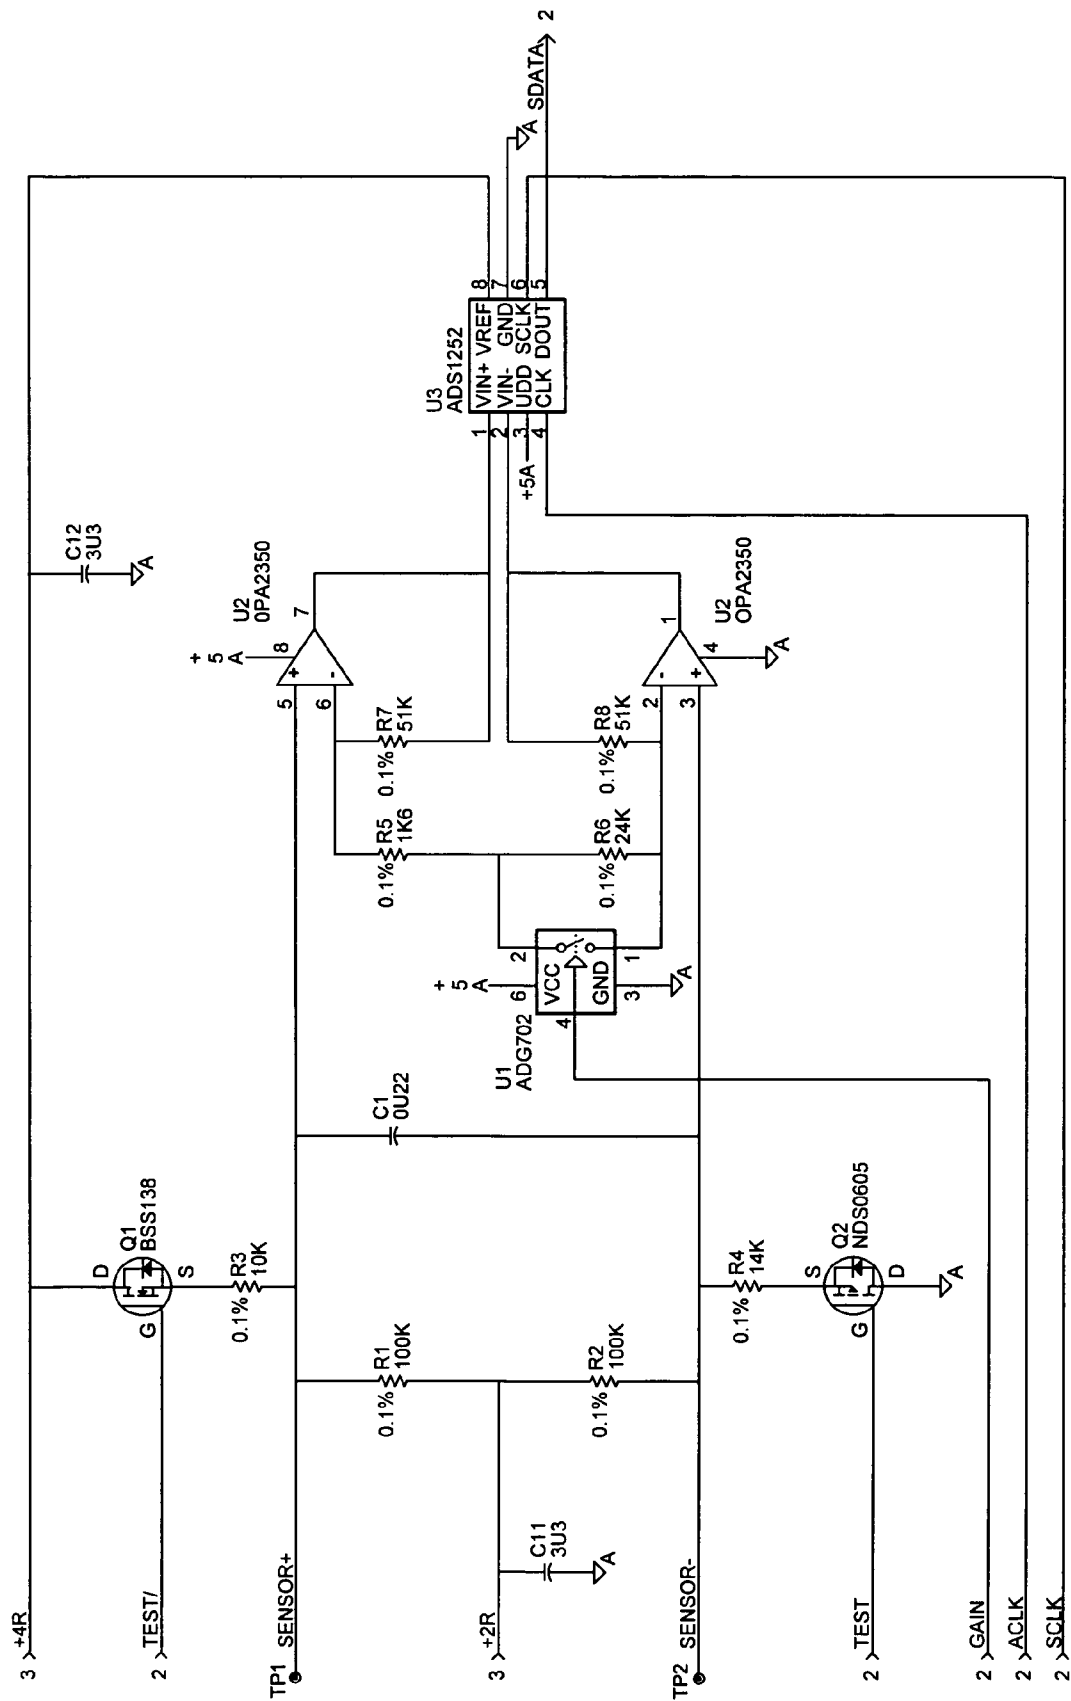 3 +4R
2 TEST/
TP1 SENSOR+
3 +2R
TP2 SENSOR-
2 TEST
2 GAIN
2 ACLK
2 SCLK
C11
3U3
A
0.1% R1
100K
0.1% R2
100K
Q1
BSS138
D
G
S
0.1% R3
10K
0.1% R4
14K
Q2
NDS0605
S
G
D
A
C1
0U22
U1
ADG702
+
5
A
6
2
VCC
4
GND
3
1
A
0.1% R5
1K6
0.1% R6
24K
0.1% R7
51K
0.1% R8
51K
U2
OPA2350
+
5
A
8
5
+
6
-
7
U2
OPA2350
2
-
3
+
1
4
A
C12
3U3
A
U3
ADS1252
1 VIN+ VREF 8
2 VIN- GND 7
+5A 3 UDD SCLK 6
4 CLK DOUT 5
A
SDATA 2